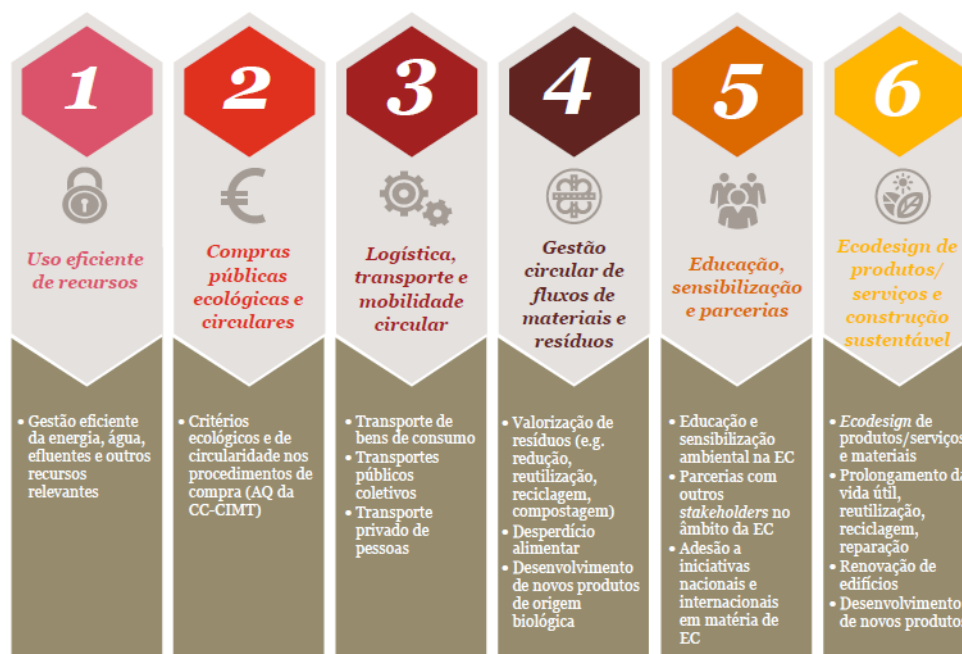 1
Uso eficiente
de recursos
• Gestão eficiente
da energia, água,
efluentes e outros
recursos
relevantes
2
Compras
públicas
ecológicas e
circulares
• Critérios
ecológicos e de
circularidade nos
procedimentos de
compra (AQ da
CC-CIMT)
3
Logística,
transporte e
mobilidade
circular
• Transporte de
bens de consumo
• Transportes
públicos
coletivos
• Transporte
privado de
pessoas
4
Gestão
circular de
fluxos de
materiais e
resíduos
• Valorização de
resíduos (e.g.
redução,
reutilização,
reciclagem,
compostagem)
• Desperdício
alimentar
• Desenvolvimento
de novos produtos
de origem
biológica
5
Educação,
sensibilização
e parcerias
• Educação e
sensibilização
ambiental na EC
• Parcerias com
outros
stakeholders no
âmbito da EC
• Adesão a
iniciativas
nacionais e
internacionais
em matéria de
EC
6
Ecodesign de
produtos/
serviços e
construção
sustentável
• Ecodesign de
produtos/serviços
e materiais
• Prolongamento da
vida útil,
reutilização,
reciclagem,
reparação
• Renovação de
edifícios
• Desenvolvimento
de novos produtos